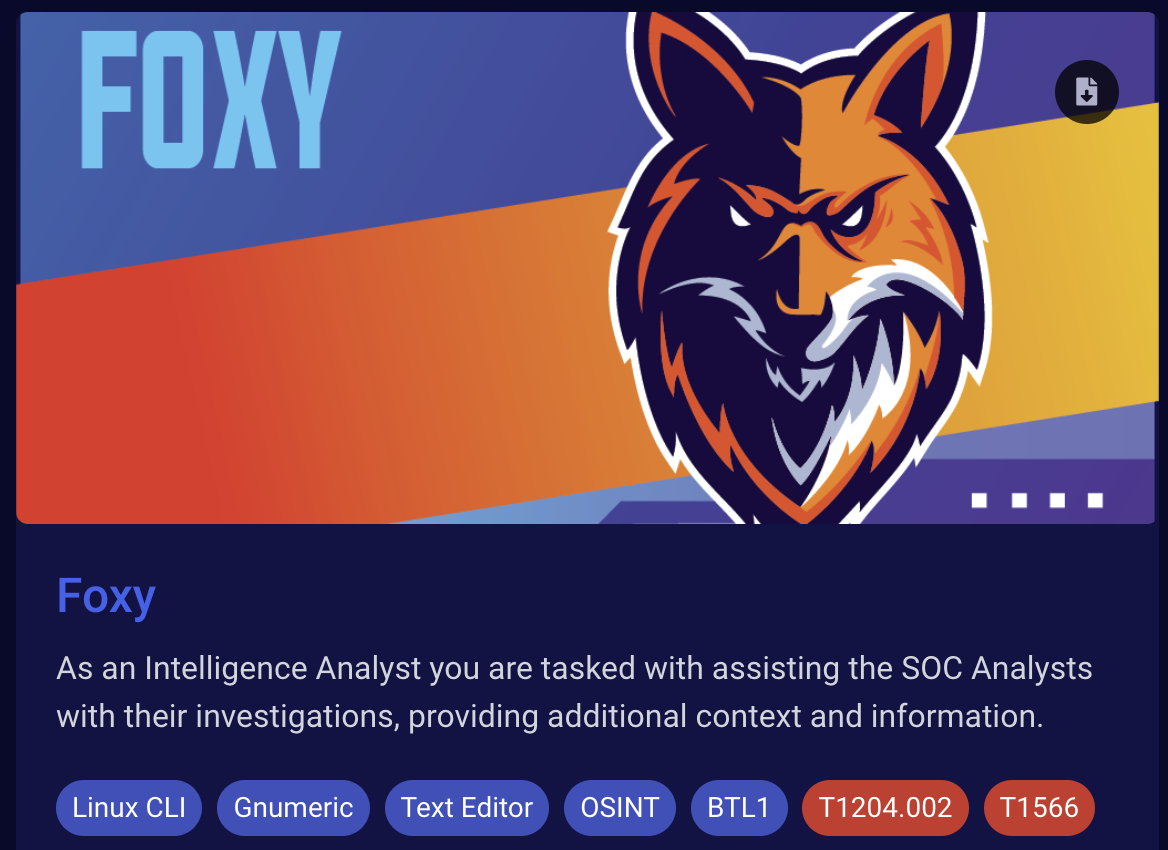 FOXY
Foxy
As an Intelligence Analyst you are tasked with assisting the SOC Analysts
with their investigations, providing additional context and information.
Linux CLI Gnumeric Text Editor OSINT BTL1 T1204.002 T1566